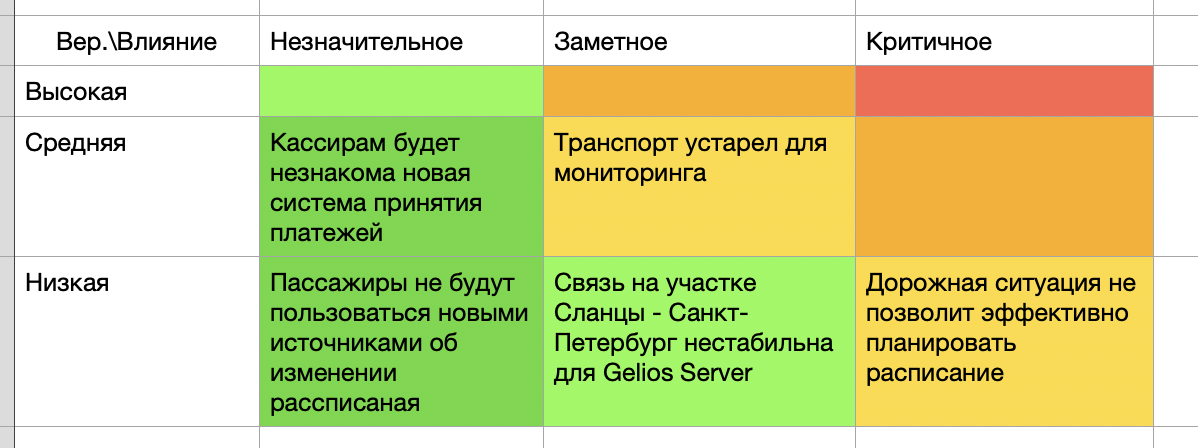 Вер.\Влияние
Незначительное
Заметное
Критичное
Высокая
Средняя
Кассирам будет
незнакома новая
система принятия
платежей
Транспорт устарел для
мониторинга
Низкая
Пассажиры не будут
пользоваться новыми
источниками об
изменении
рассписаная
Связь на участке
Сланцы - Санкт-
Петербург нестабильна
для Gelios Server
Дорожная ситуация не
позволит эффективно
планировать
расписание